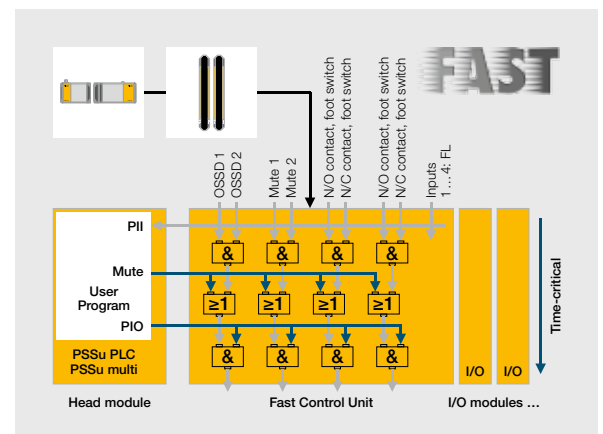 FAST
OSSD 1
OSSD 2
Mute 1
Mute 2
N/O contact, foot switch
N/C contact, foot switch
N/O contact, foot switch
N/C contact, foot switch
Inputs
1 ... 4: FL
PII
& & & &
Mute
User
Program
≥1 ≥1 ≥1 ≥1
PIO
& & & &
PSSu PLC
PSSu multi
I/O I/O
Time-critical
Head module
Fast Control Unit
I/O modules ...